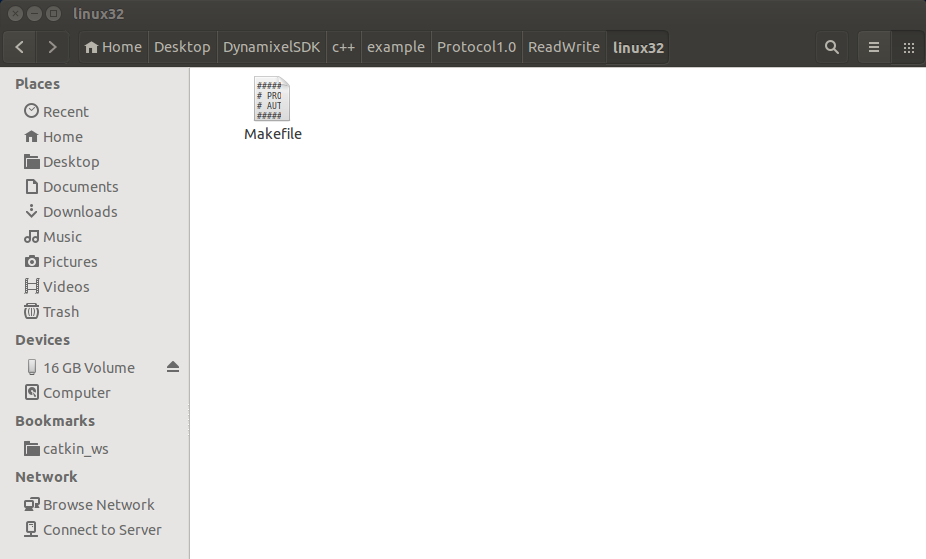 linux32
Home Desktop DynamixelSDK c++ example Protocol1.0 ReadWrite linux32
Places
Recent
Home
Desktop
Documents
Downloads
Music
Pictures
Videos
Trash
Devices
16 GB Volume
Computer
Bookmarks
catkin_ws
Network
Browse Network
Connect to Server
#####
# PRO
# AUT
#####
Makefile